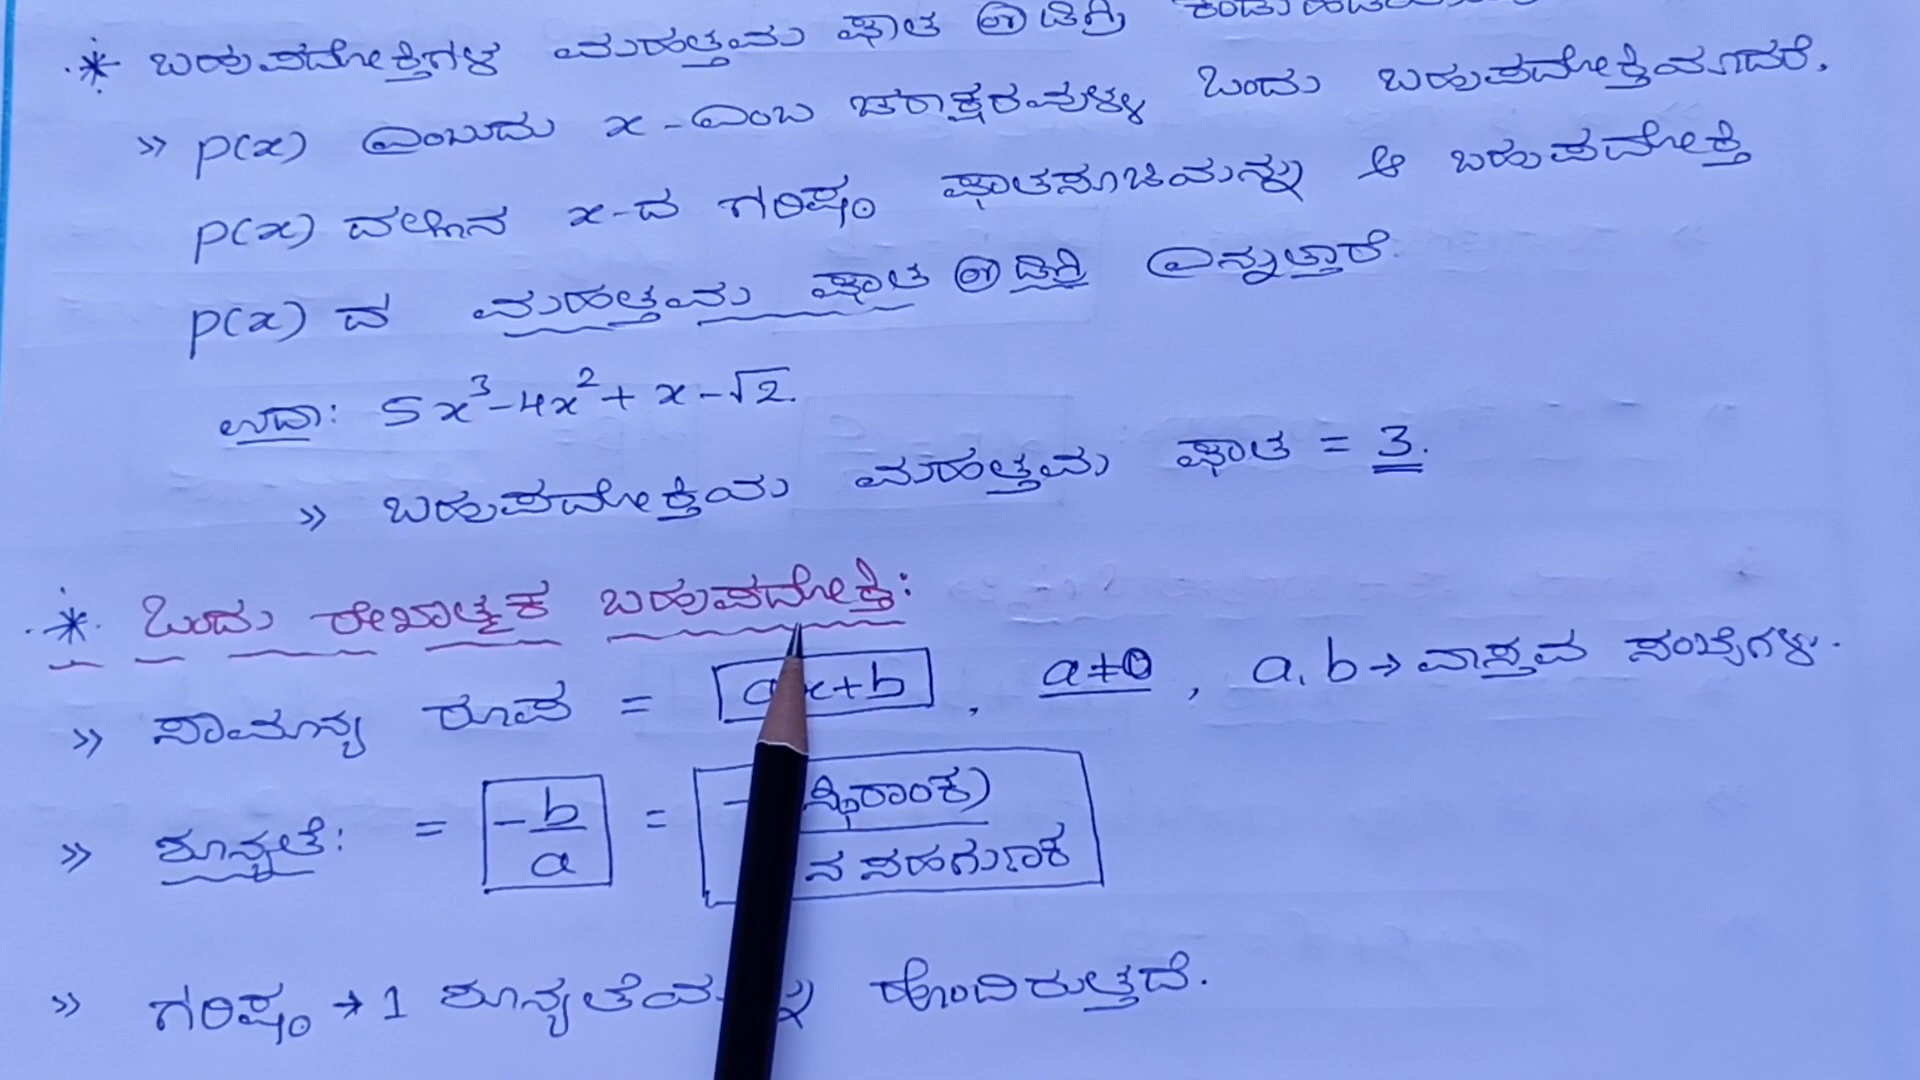 * ಬಹುಪದೋಕ್ತಿಗಳ ಮಹತ್ತಮ ಘಾತ ಅಥವಾ ಡಿಗ್ರಿ
» p(x) ಎಂಬುದು x-ಎಂಬ ಚರಾಕ್ಷರವುಳ್ಳ ಒಂದು ಬಹುಪದೋಕ್ತಿಯಾದರೆ,
p(x) ದಲ್ಲಿನ x-ದ ಗರಿಷ್ಠ ಘಾತಸೂಚಿಯನ್ನು ಆ ಬಹುಪದೋಕ್ತಿ
p(x) ದ ಮಹತ್ತಮ ಘಾತ ಅಥವಾ ಡಿಗ್ರಿ ಎನ್ನುತ್ತಾರೆ.
ಉದಾ: 5x³-4x²+x-√2.
» ಬಹುಪದೋಕ್ತಿಯ ಮಹತ್ತಮ ಘಾತ = 3.
* ಒಂದು ರೇಖಾತ್ಮಕ ಬಹುಪದೋಕ್ತಿ:
» ಸಾಮಾನ್ಯ ರೂಪ = ax+b, a≠0, a, b → ವಾಸ್ತವ ಸಂಖ್ಯೆಗಳು.
» ಶೂನ್ಯತೆ: = -b/a = -ಸ್ಥಿರಾಂಕ) / ನ ಸಹಗುಣಕ
» ಗರಿಷ್ಠ → 1 ಶೂನ್ಯತೆಯನ್ನು ಹೊಂದಿರುತ್ತದೆ.